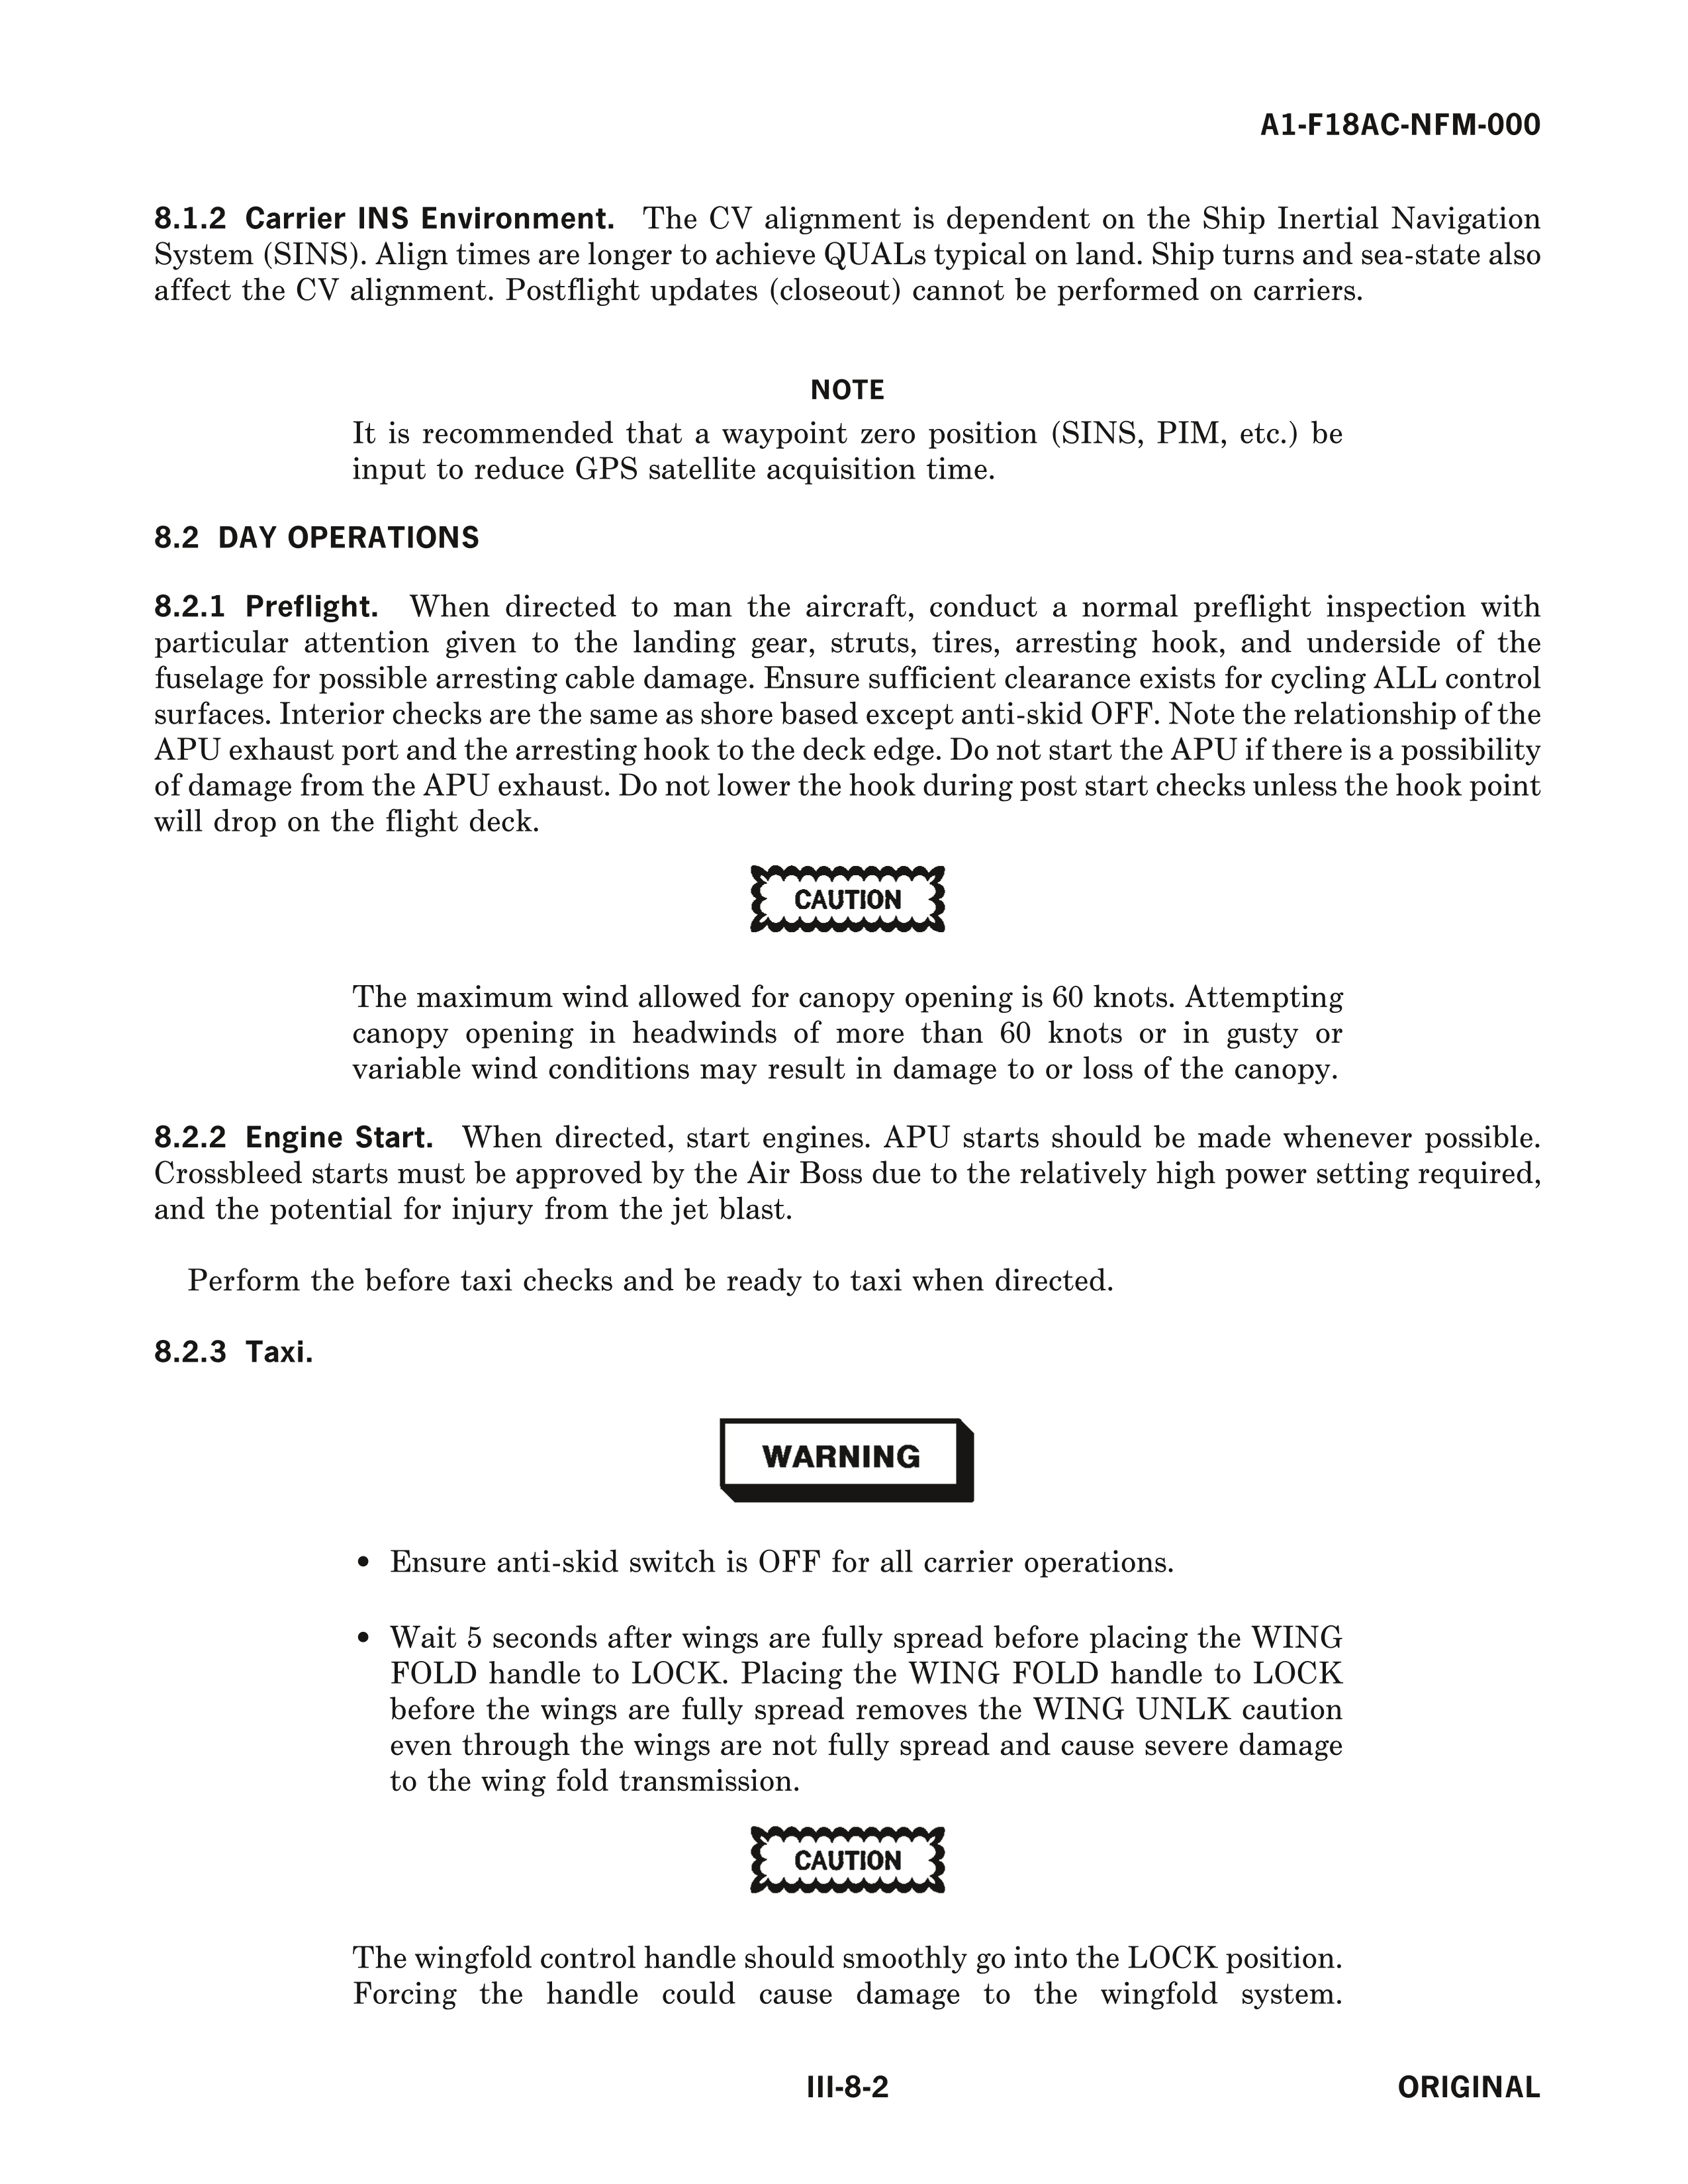 A1-F18AC-NFM-000
8.1.2 Carrier INS Environment. The CV alignment is dependent on the Ship Inertial Navigation
System (SINS). Align times are longer to achieve QUALs typical on land. Ship turns and sea-state also
affect the CV alignment. Postflight updates (closeout) cannot be performed on carriers.
NOTE
It is recommended that a waypoint zero position (SINS, PIM, etc.) be
input to reduce GPS satellite acquisition time.
8.2 DAY OPERATIONS
8.2.1 Preflight. When directed to man the aircraft, conduct a normal preflight inspection with
particular attention given to the landing gear, struts, tires, arresting hook, and underside of the
fuselage for possible arresting cable damage. Ensure sufficient clearance exists for cycling ALL control
surfaces. Interior checks are the same as shore based except anti-skid OFF. Note the relationship of the
APU exhaust port and the arresting hook to the deck edge. Do not start the APU if there is a possibility
of damage from the APU exhaust. Do not lower the hook during post start checks unless the hook point
will drop on the flight deck.
CAUTION
The maximum wind allowed for canopy opening is 60 knots. Attempting
canopy opening in headwinds of more than 60 knots or in gusty or
variable wind conditions may result in damage to or loss of the canopy.
8.2.2 Engine Start. When directed, start engines. APU starts should be made whenever possible.
Crossbleed starts must be approved by the Air Boss due to the relatively high power setting required,
and the potential for injury from the jet blast.
Perform the before taxi checks and be ready to taxi when directed.
8.2.3 Taxi.
WARNING
• Ensure anti-skid switch is OFF for all carrier operations.
• Wait 5 seconds after wings are fully spread before placing the WING
FOLD handle to LOCK. Placing the WING FOLD handle to LOCK
before the wings are fully spread removes the WING UNLK caution
even through the wings are not fully spread and cause severe damage
to the wing fold transmission.
CAUTION
The wingfold control handle should smoothly go into the LOCK position.
Forcing the handle could cause damage to the wingfold system.
III-8-2
ORIGINAL